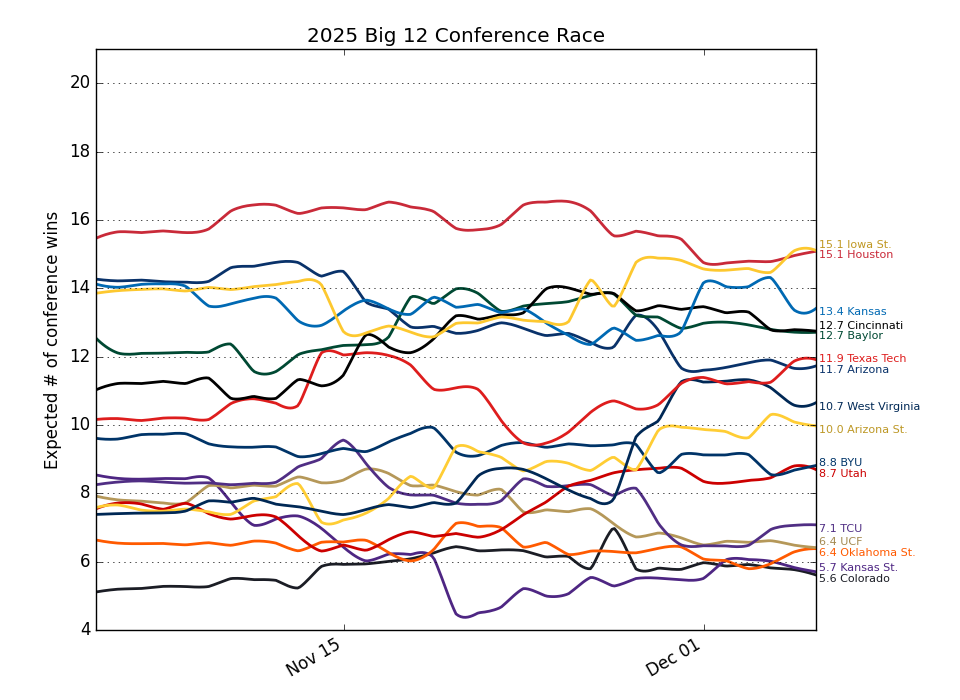 2025 Big 12 Conference Race
Expected # of conference wins
20
18
16
14
12
10
8
6
4
Nov 15
Dec 01
15.1 Iowa St.
15.1 Houston
13.4 Kansas
12.7 Cincinnati
12.7 Baylor
11.9 Texas Tech
11.7 Arizona
10.7 West Virginia
10.0 Arizona St.
8.8 BYU
8.7 Utah
7.1 TCU
6.4 UCF
6.4 Oklahoma St.
5.7 Kansas St.
5.6 Colorado